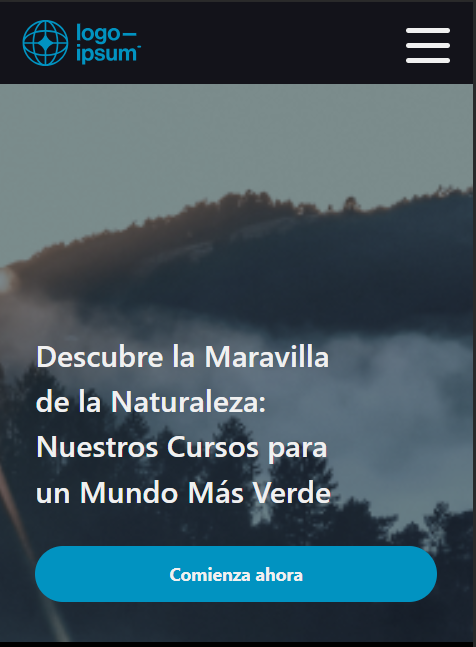 logo—
ipsum™
Descubre la Maravilla
de la Naturaleza:
Nuestros Cursos para
un Mundo Más Verde
Comienza ahora